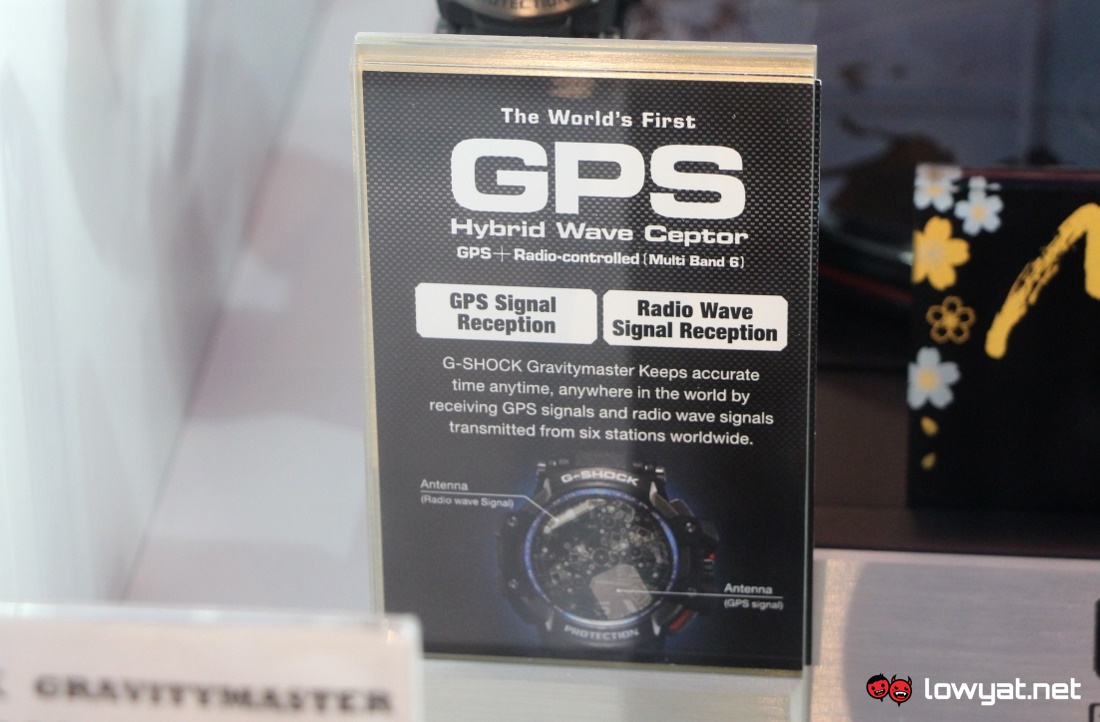 The World's First
GPS
Hybrid Wave Ceptor
GPS+Radio-controlled (Multi Band 6)
GPS Signal
Reception
Radio Wave
Signal Reception
G-SHOCK Gravitymaster Keeps accurate
time anytime, anywhere in the world by
receiving GPS signals and radio wave signals
transmitted from six stations worldwide.
G-SHOCK
Antenna
(Radio wave Signal)
Antenna
(GPS signal)
PROTECTION
GRAVITYMASTER
lowyat.net